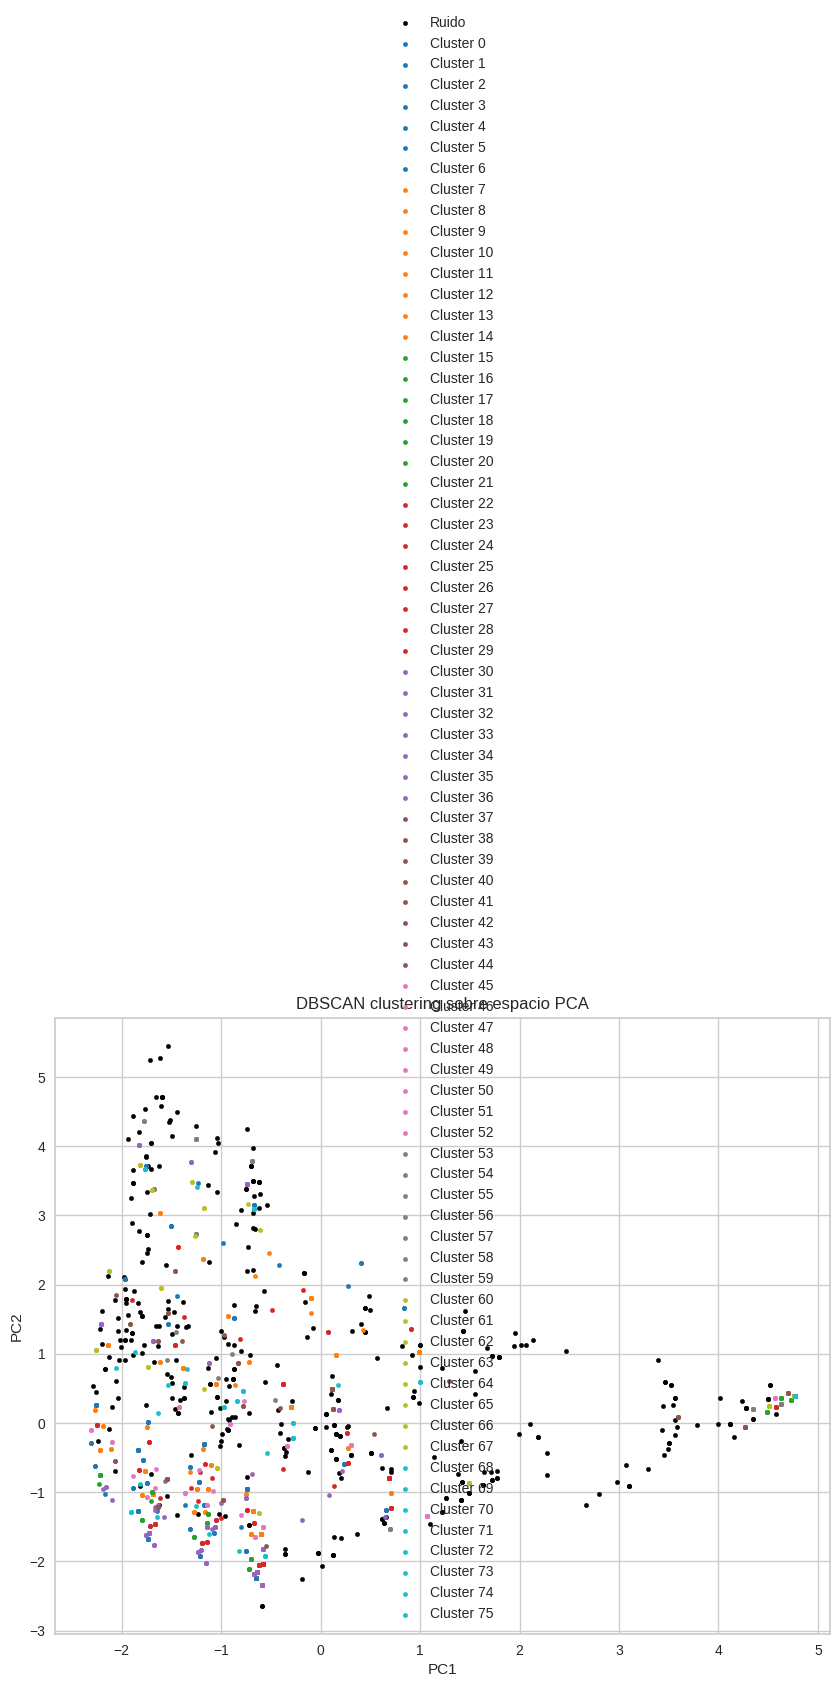 Ruido
Cluster 0
Cluster 1
Cluster 2
Cluster 3
Cluster 4
Cluster 5
Cluster 6
Cluster 7
Cluster 8
Cluster 9
Cluster 10
Cluster 11
Cluster 12
Cluster 13
Cluster 14
Cluster 15
Cluster 16
Cluster 17
Cluster 18
Cluster 19
Cluster 20
Cluster 21
Cluster 22
Cluster 23
Cluster 24
Cluster 25
Cluster 26
Cluster 27
Cluster 28
Cluster 29
Cluster 30
Cluster 31
Cluster 32
Cluster 33
Cluster 34
Cluster 35
Cluster 36
Cluster 37
Cluster 38
Cluster 39
Cluster 40
Cluster 41
Cluster 42
Cluster 43
Cluster 44
Cluster 45
DBSCAN clustering sobre espacio PCA
Cluster 46
Cluster 47
Cluster 48
Cluster 49
Cluster 50
Cluster 51
Cluster 52
Cluster 53
Cluster 54
Cluster 55
Cluster 56
Cluster 57
Cluster 58
Cluster 59
Cluster 60
Cluster 61
Cluster 62
Cluster 63
Cluster 64
Cluster 65
Cluster 66
Cluster 67
Cluster 68
Cluster 69
Cluster 70
Cluster 71
Cluster 72
Cluster 73
Cluster 74
Cluster 75
PC2
5
4
3
2
1
0
−1
−2
−3
−2 −1 0 1 2 3 4 5
PC1